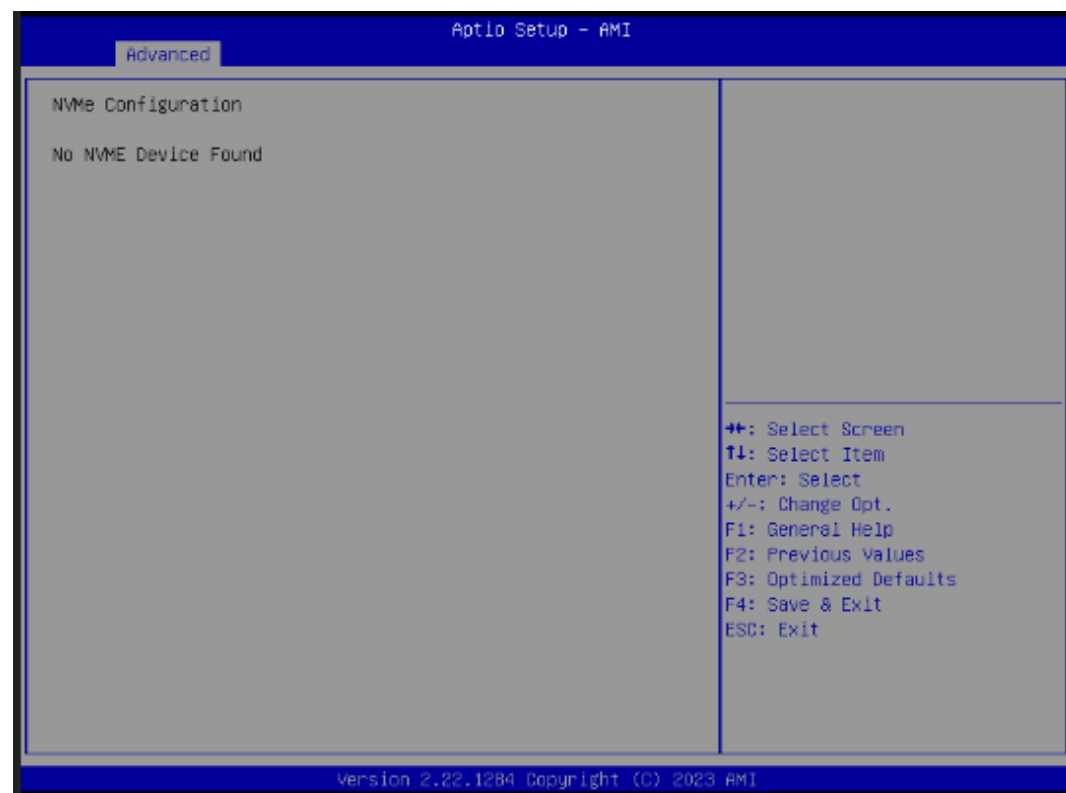 Aptio Setup - AMI
Advanced
NVMe Configuration
No NVME Device Found
→←: Select Screen
↑↓: Select Item
Enter: Select
+/-: Change Opt.
F1: General Help
F2: Previous Values
F3: Optimized Defaults
F4: Save & Exit
ESC: Exit
Version 2.22.1284 Copyright (C) 2023 AMI